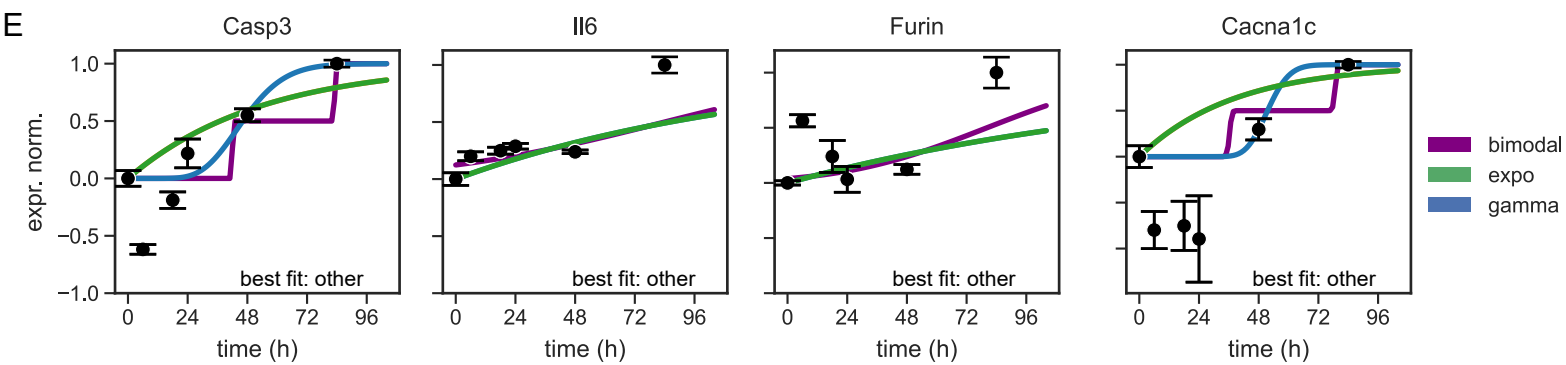 E
Casp3
Il6
Furin
Cacna1c
expr. norm.
1.0
0.5
0.0
−0.5
−1.0
best fit: other
best fit: other
best fit: other
best fit: other
0 24 48 72 96
0 24 48 72 96
0 24 48 72 96
0 24 48 72 96
time (h)
time (h)
time (h)
time (h)
bimodal
expo
gamma